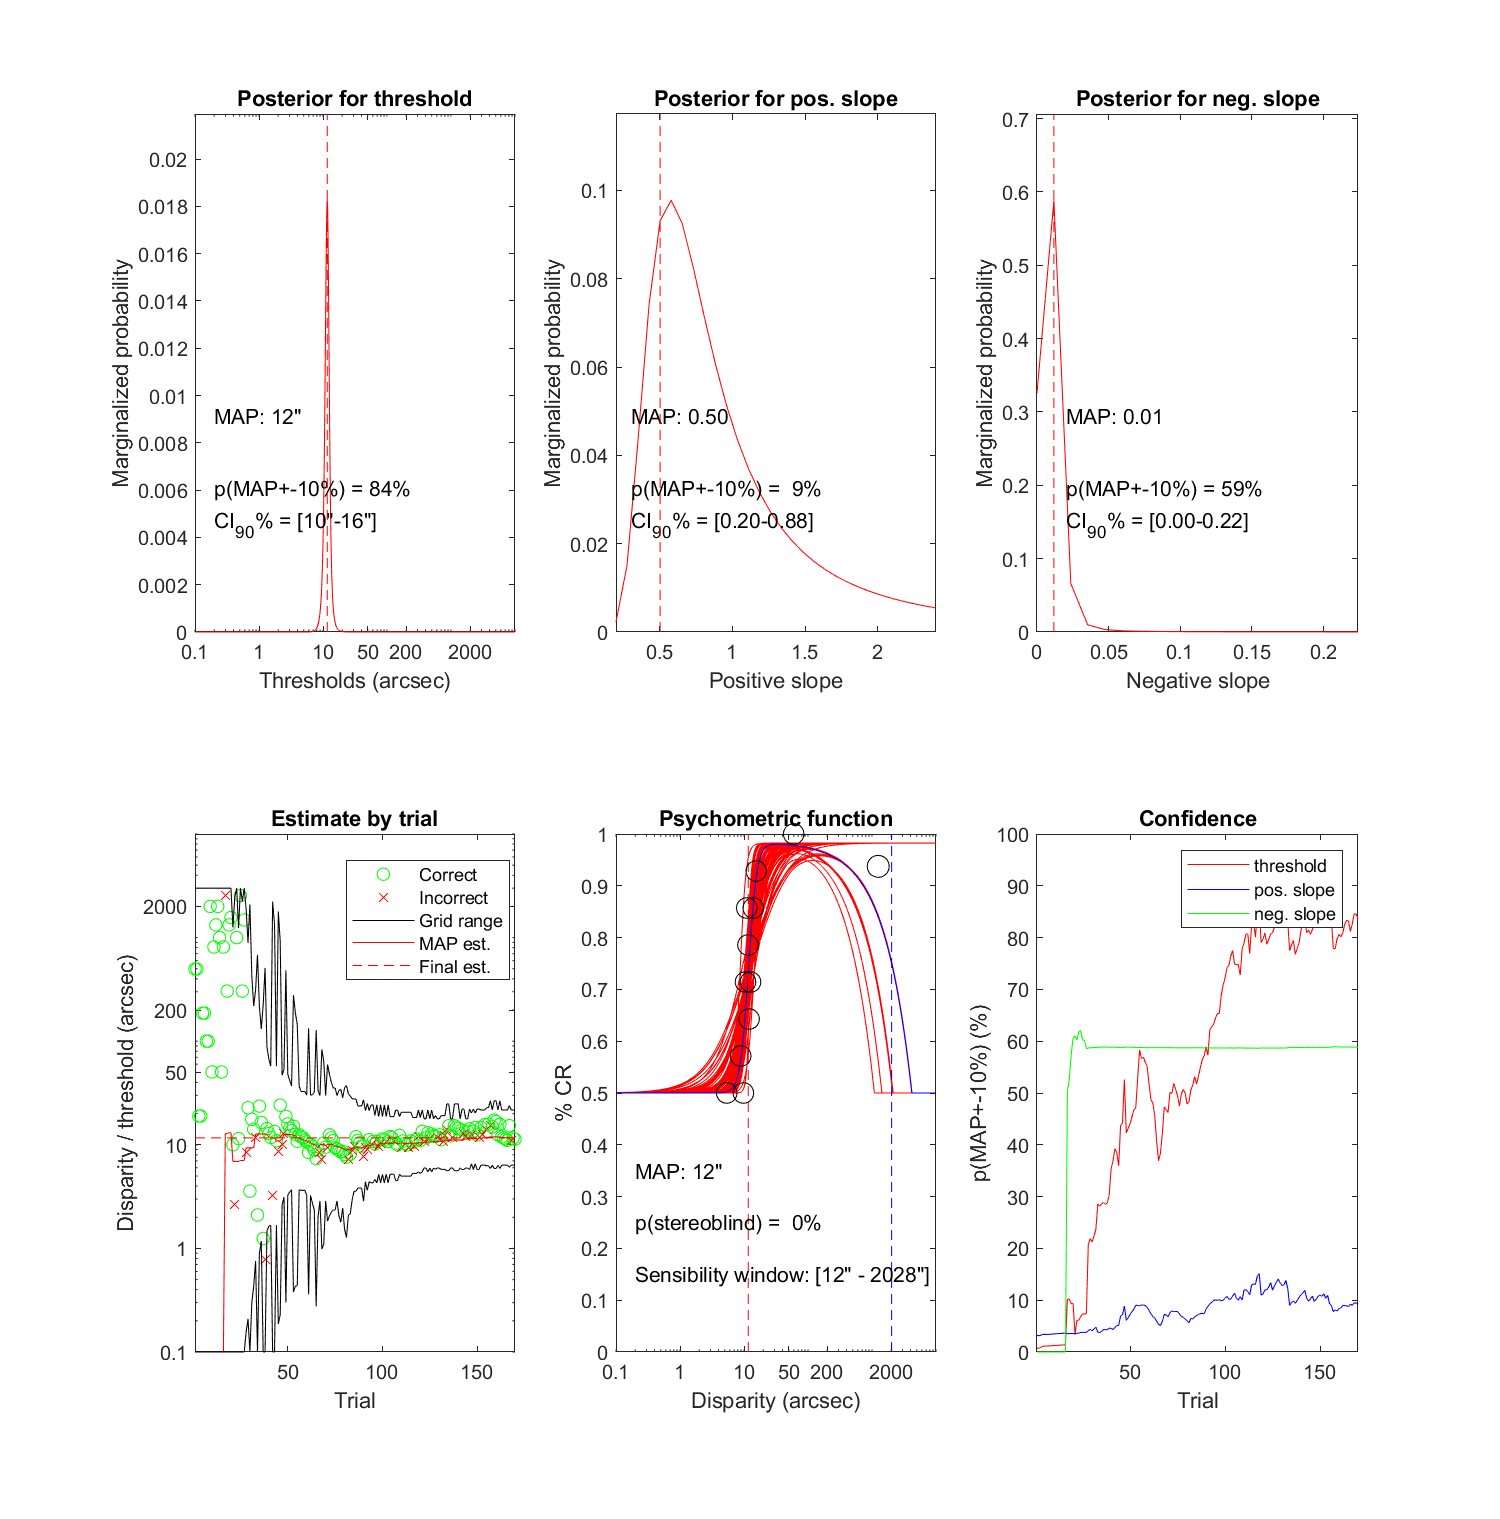 Posterior for threshold
0.02
0.018
0.016
0.014
0.012
0.01
0.008
0.006
0.004
0.002
0
Marginalized probability
MAP: 12"
p(MAP+-10%) = 84%
CI90% = [10"-16"]
0.1 1 10 50 200 2000
Thresholds (arcsec)
Posterior for pos. slope
0.1
0.08
0.06
0.04
0.02
0
Marginalized probability
MAP: 0.50
p(MAP+-10%) = 9%
CI90% = [0.20-0.88]
0.5 1 1.5 2
Positive slope
Posterior for neg. slope
0.7
0.6
0.5
0.4
0.3
0.2
0.1
0
Marginalized probability
MAP: 0.01
p(MAP+-10%) = 59%
CI90% = [0.00-0.22]
0 0.05 0.1 0.15 0.2
Negative slope
Estimate by trial
2000
200
50
10
1
0.1
Disparity / threshold (arcsec)
Correct
Incorrect
Grid range
MAP est.
Final est.
50 100 150
Trial
Psychometric function
1
0.9
0.8
0.7
0.6
0.5
0.4
0.3
0.2
0.1
0
% CR
MAP: 12"
p(stereoblind) = 0%
Sensibility window: [12" - 2028"]
0.1 1 10 50 200 2000
Disparity (arcsec)
Confidence
100
90
80
70
60
50
40
30
20
10
0
p(MAP+-10%) (%)
threshold
pos. slope
neg. slope
50 100 150
Trial